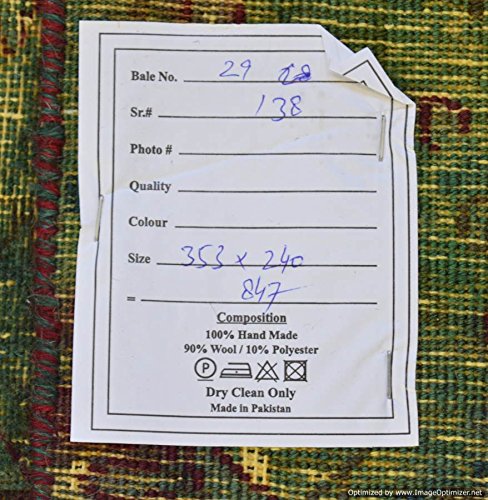 Bale No. 29
Sr.# 138
Photo #
Quality
Colour
Size 353 x 240
= 847
Composition
100% Hand Made
90% Wool / 10% Polyester
P
Dry Clean Only
Made in Pakistan
Optimized by www.ImageOptimizer.net